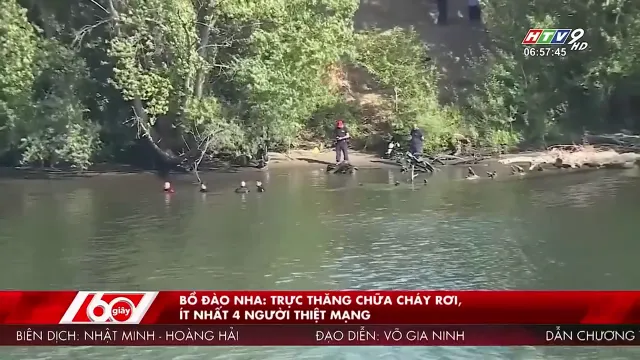 HTV9
HD
06:57:45
60 giây
BỒ ĐÀO NHA: TRỰC THĂNG CHỮA CHÁY RƠI,
ÍT NHẤT 4 NGƯỜI THIỆT MẠNG
BIÊN DỊCH: NHẬT MINH - HOÀNG HẢI ĐẠO DIỄN: VÕ GIA NINH DẪN CHƯƠNG